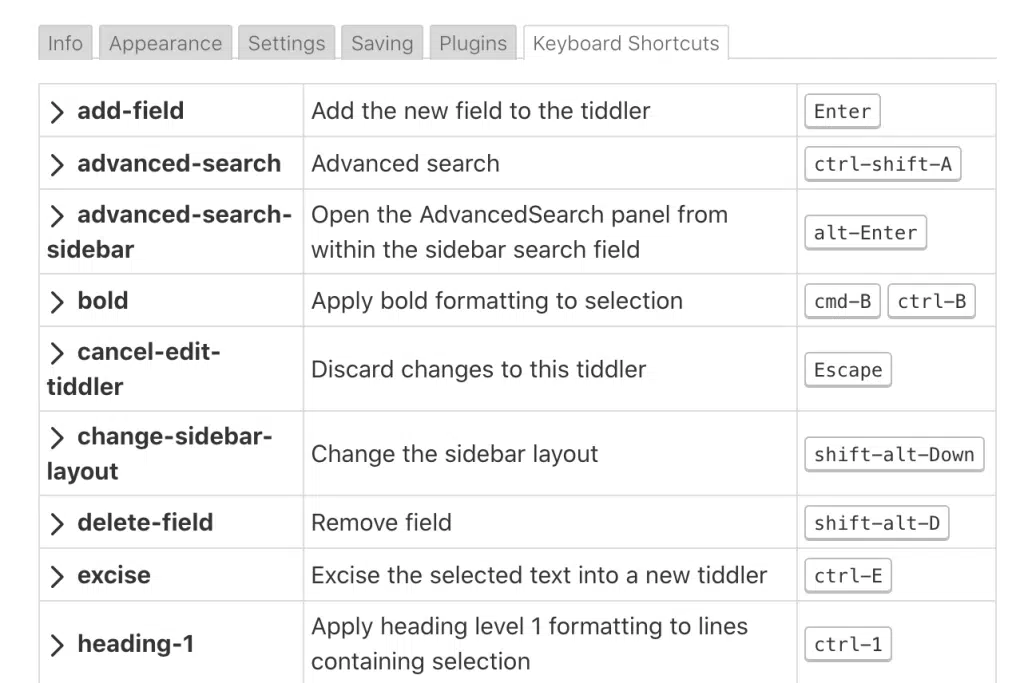 Info Appearance Settings Saving Plugins Keyboard Shortcuts
add-field Add the new field to the tiddler Enter
advanced-search Advanced search ctrl-shift-A
advanced-search-
sidebar
Open the AdvancedSearch panel from
within the sidebar search field
alt-Enter
bold Apply bold formatting to selection cmd-B ctrl-B
cancel-edit-
tiddler
Discard changes to this tiddler
Escape
change-sidebar-
layout
Change the sidebar layout
shift-alt-Down
delete-field Remove field shift-alt-D
excise Excise the selected text into a new tiddler ctrl-E
heading-1
Apply heading level 1 formatting to lines
containing selection
ctrl-1